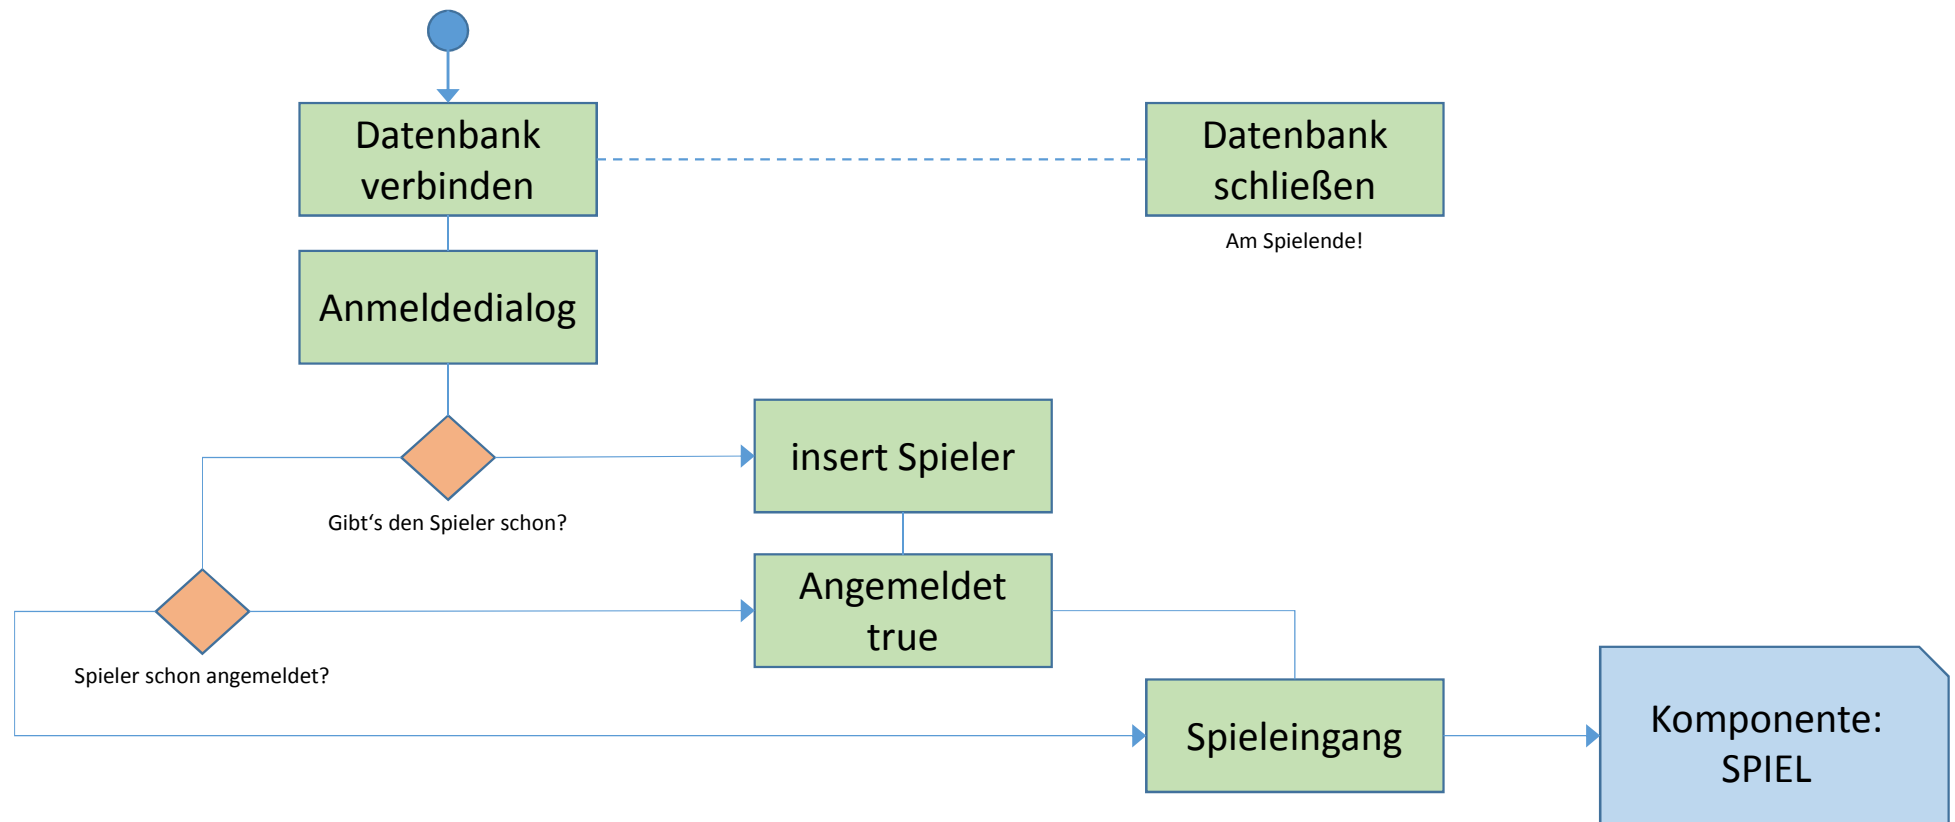 Datenbank
verbinden
Datenbank
schließen
Am Spielende!
Anmeldedialog
insert Spieler
Gibt‘s den Spieler schon?
Angemeldet
true
Spieler schon angemeldet?
Spieleingang
Komponente:
SPIEL